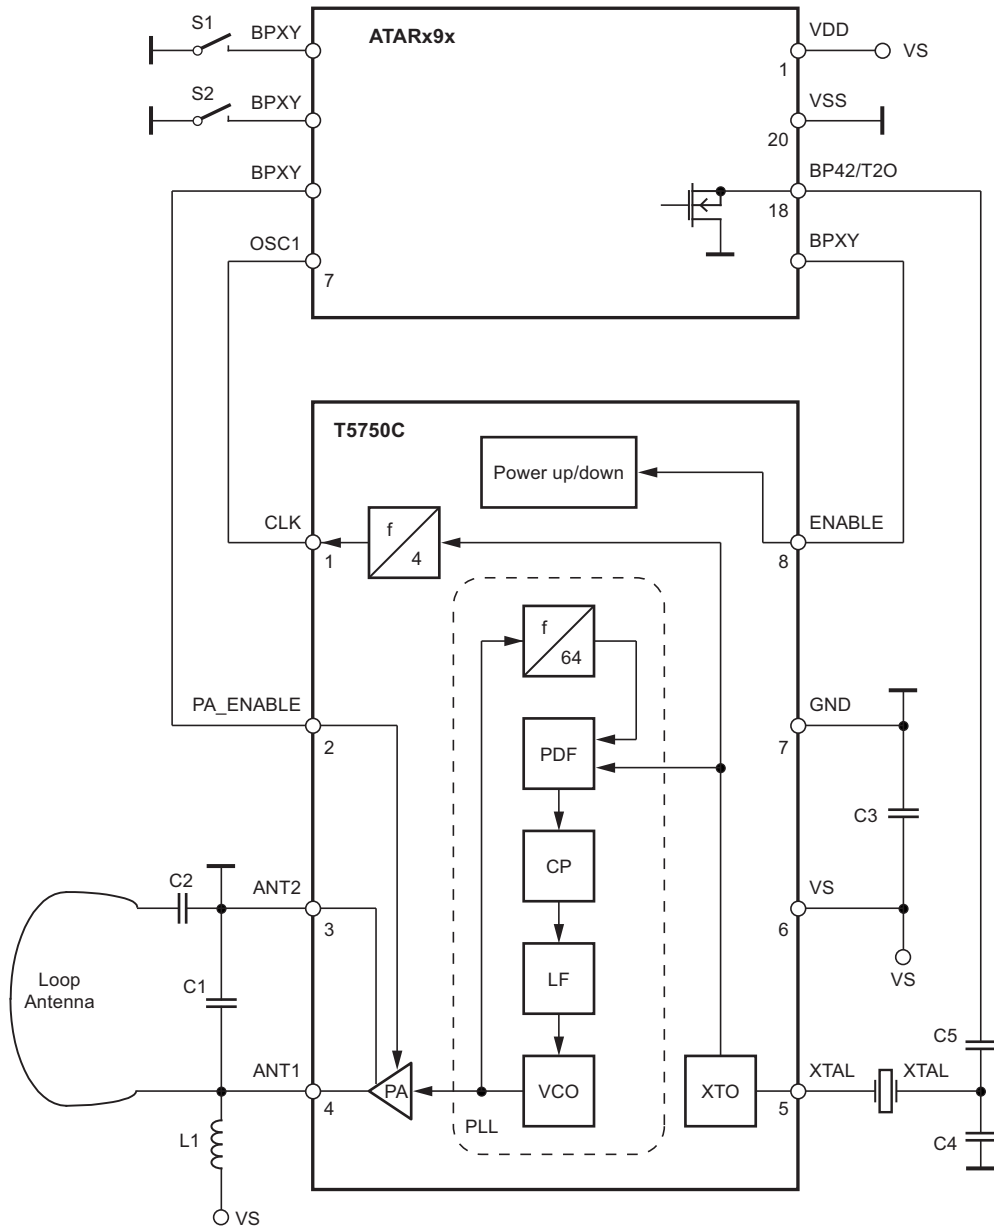 S1
BPXY
ATARx9x
VDD
1
VS
S2
BPXY
VSS
20
BPXY
BP42/T2O
18
OSC1
7
BPXY
T5750C
Power up/down
CLK
1
f
4
ENABLE
8
f
64
PA_ENABLE
2
GND
7
PDF
C3
CP
C2
ANT2
3
VS
6
Loop
Antenna
C1
LF
VS
C5
ANT1
4
PA
VCO
PLL
XTO
XTAL
5
XTAL
C4
L1
VS